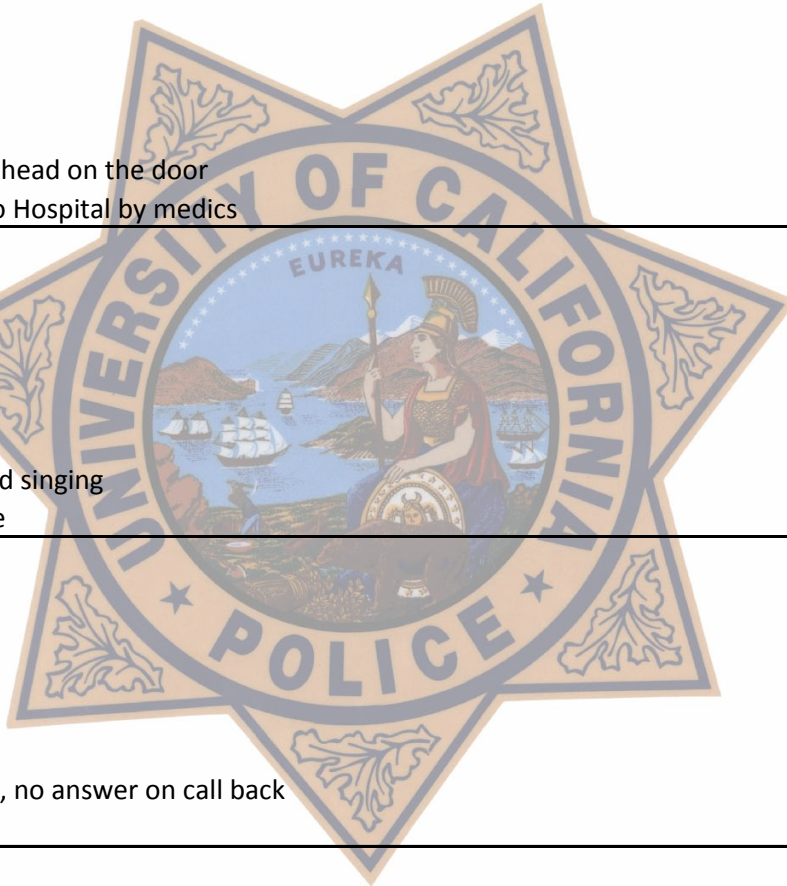 head on the door
Hospital by medics
singing
, no answer on call back
UNIVERSITY OF CALIFORNIA
EUREKA
POLICE